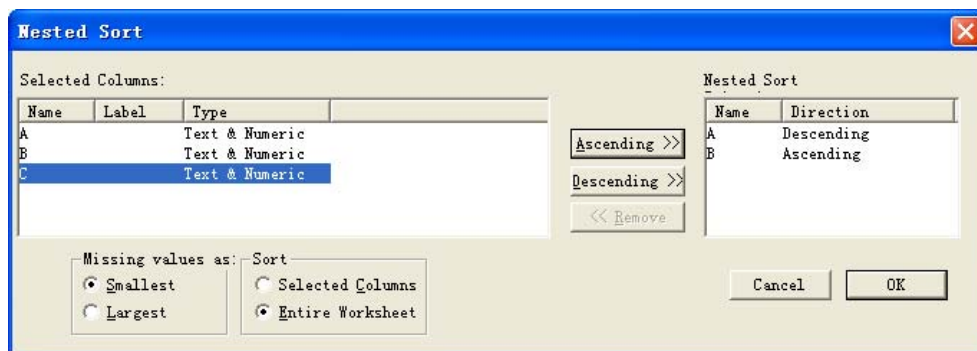 Nested Sort
Selected Columns:
Name Label Type
A Text & Numeric
B Text & Numeric
C Text & Numeric
Ascending >>
Descending >>
<< Remove
Nested Sort
Name Direction
A Descending
B Ascending
Missing values as:
Smallest
Largest
Sort
Selected Columns
Entire Worksheet
Cancel
OK